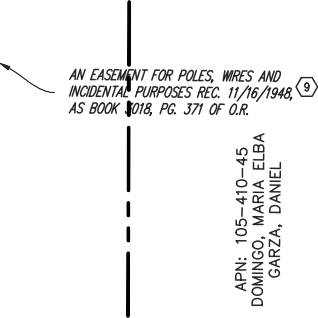 AN EASEMENT FOR POLES, WIRES AND
INCIDENTAL PURPOSES REC. 11/16/1948, 9
AS BOOK 3018, PG. 371 OF O.R.
APN: 105-410-45
DOMINGO, MARIA ELBA
GARZA, DANIEL